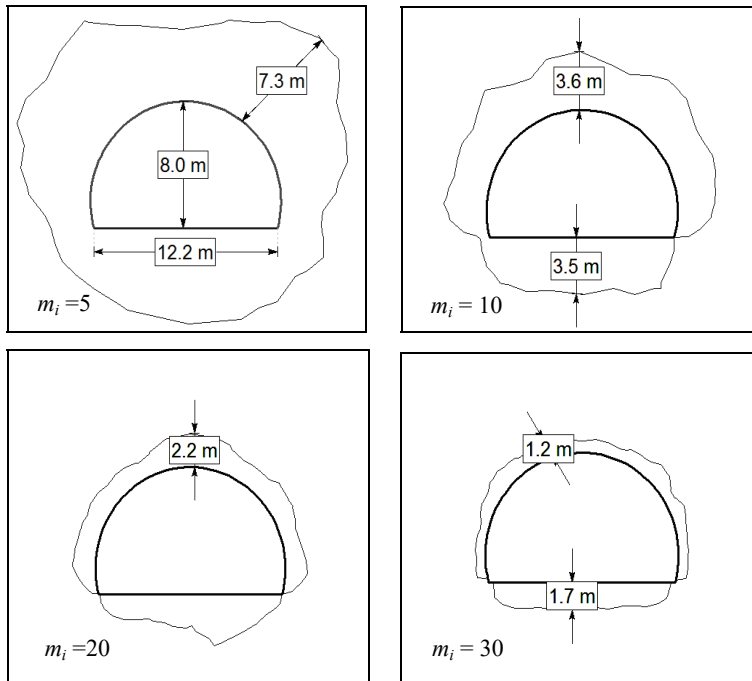 7.3 m
8.0 m
12.2 m
m_i =5
3.6 m
3.5 m
m_i = 10
2.2 m
m_i =20
1.2 m
1.7 m
m_i = 30